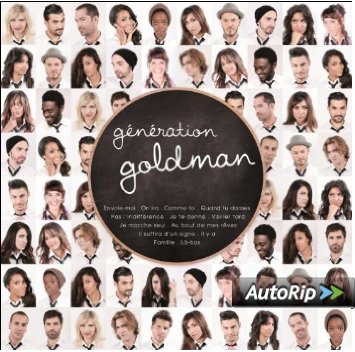 génération
goldman
Envole-moi . On ira . Comme toi . Quand tu danses
Pas l'indifférence . Je te donne . Veiller tard
Je marche seul . Au bout de mes rêves
Il suffira d'un signe . Il y a
Famille . Là-bas
AutoRip